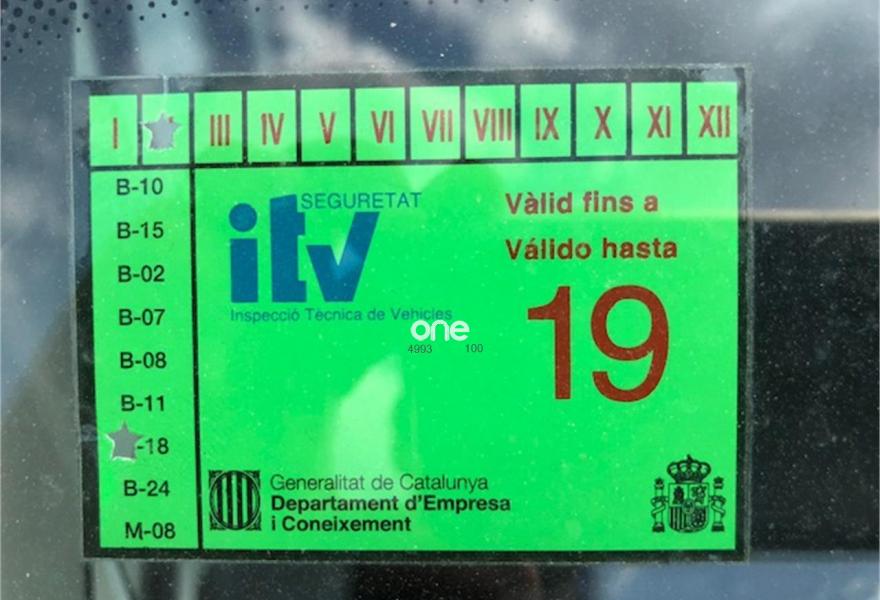 I III IV V VI VII VIII IX X XI XII
B-10
B-15
B-02
B-07
B-08
B-11
-18
B-24
M-08
SEGURETAT
itv
Inspecció Tècnica de Vehicles
Vàlid fins a
Válido hasta
19
one
4993 100
Generalitat de Catalunya
Departament d'Empresa
i Coneixement